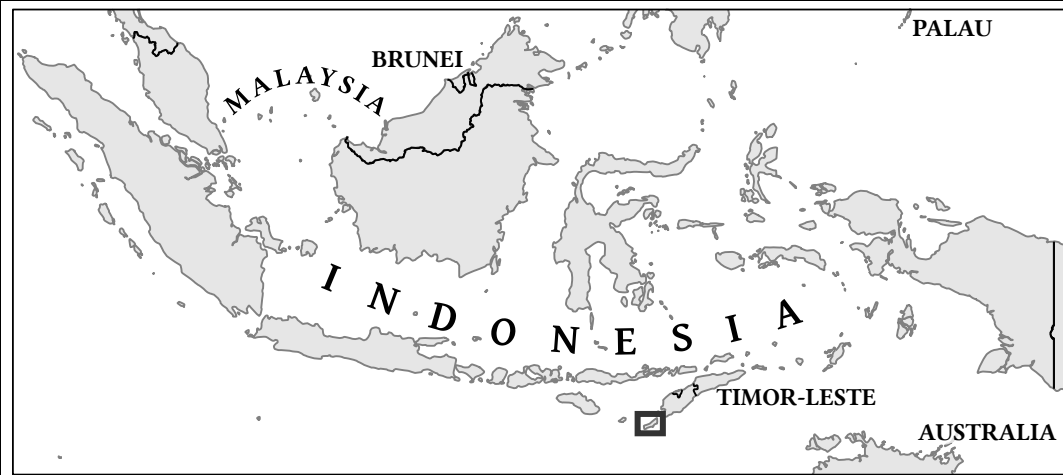 PALAU
BRUNEI
MALAYSIA
INDONESIA
TIMOR-LESTE
AUSTRALIA